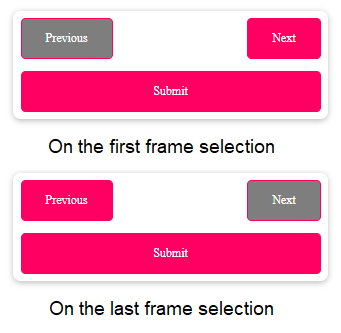 Previous Next
Submit
On the first frame selection
Previous Next
Submit
On the last frame selection